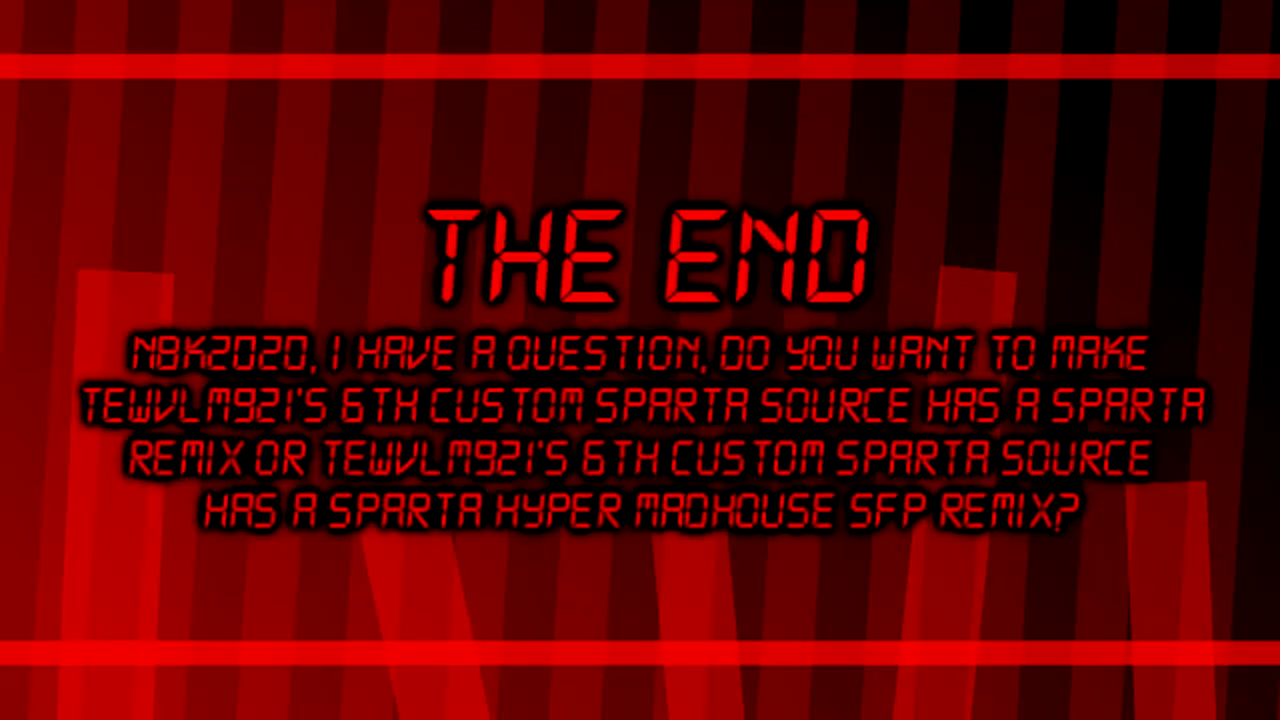 THE END
NBK2020, I HAVE A QUESTION, DO YOU WANT TO MAKE
TEWVLM921'S 6TH CUSTOM SPARTA SOURCE HAS A SPARTA
REMIX OR TEWVLM921'S 6TH CUSTOM SPARTA SOURCE
HAS A SPARTA HYPER MADHOUSE SFP REMIX?